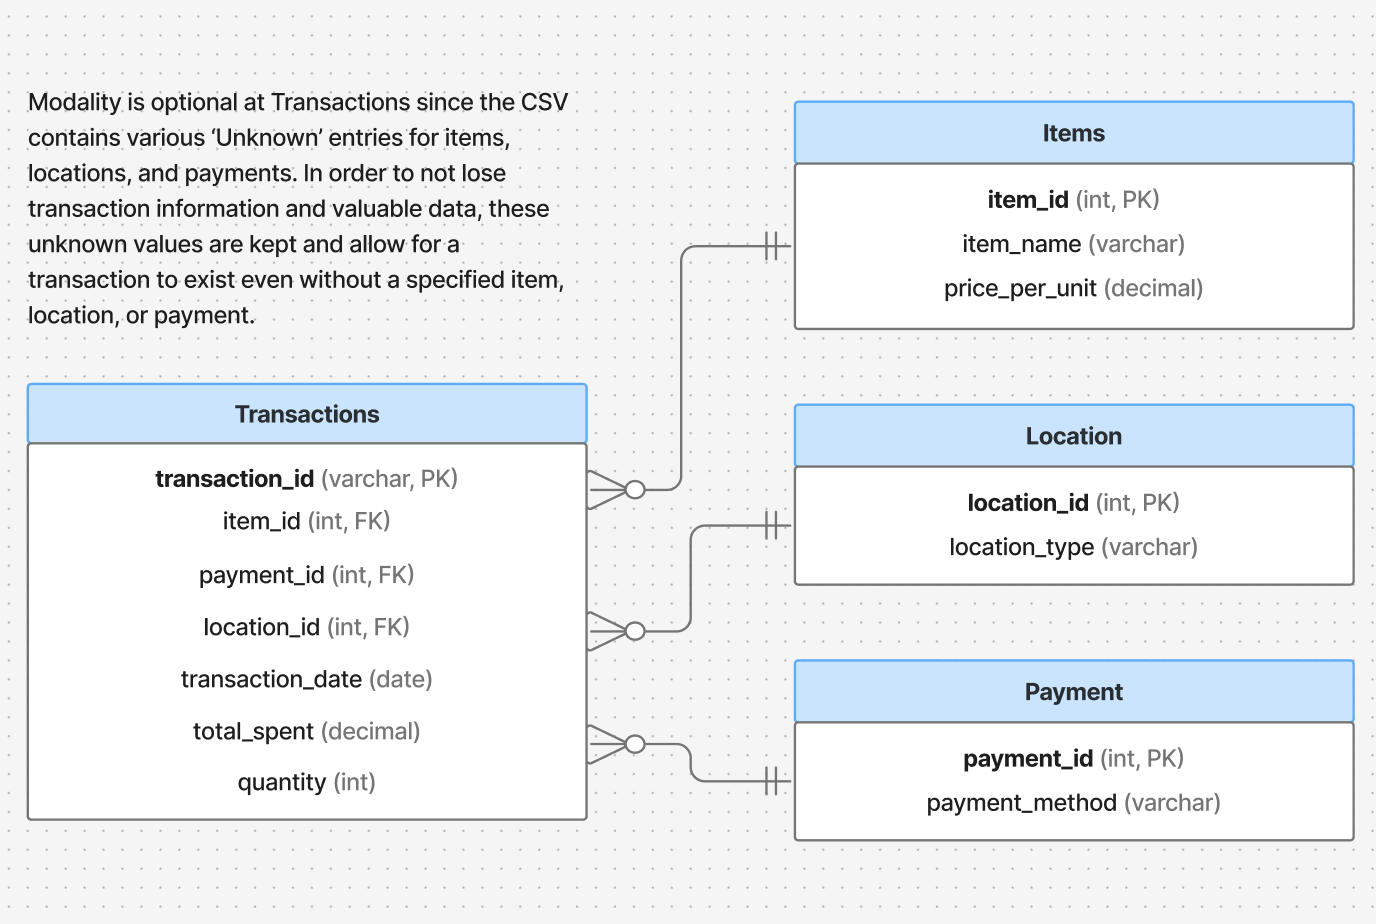 Modality is optional at Transactions since the CSV
contains various ‘Unknown’ entries for items,
locations, and payments. In order to not lose
transaction information and valuable data, these
unknown values are kept and allow for a
transaction to exist even without a specified item,
location, or payment.
Transactions
transaction_id (varchar, PK)
item_id (int, FK)
payment_id (int, FK)
location_id (int, FK)
transaction_date (date)
total_spent (decimal)
quantity (int)
Items
item_id (int, PK)
item_name (varchar)
price_per_unit (decimal)
Location
location_id (int, PK)
location_type (varchar)
Payment
payment_id (int, PK)
payment_method (varchar)